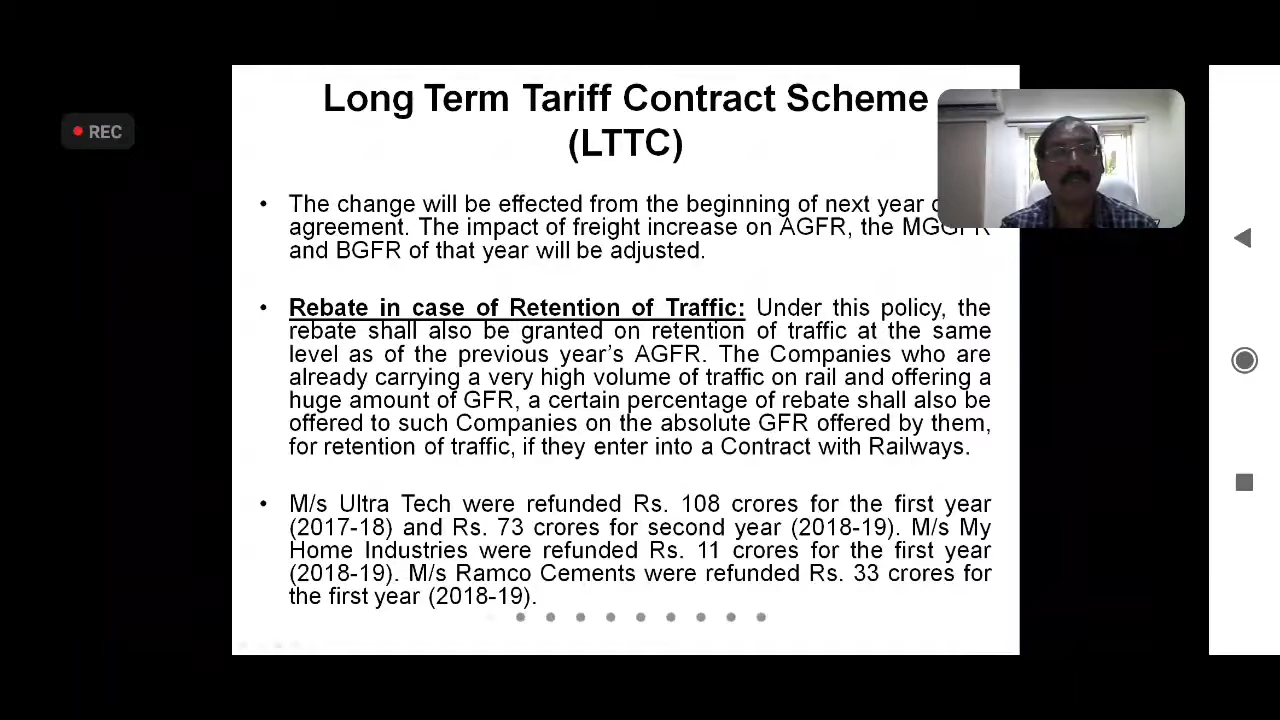 Long Term Tariff Contract Scheme
(LTTC)
REC
• The change will be effected from the beginning of next year
agreement. The impact of freight increase on AGFR, the MGGFR
and BGFR of that year will be adjusted.
• Rebate in case of Retention of Traffic: Under this policy, the
rebate shall also be granted on retention of traffic at the same
level as of the previous year’s AGFR. The Companies who are
already carrying a very high volume of traffic on rail and offering a
huge amount of GFR, a certain percentage of rebate shall also be
offered to such Companies on the absolute GFR offered by them,
for retention of traffic, if they enter into a Contract with Railways.
• M/s Ultra Tech were refunded Rs. 108 crores for the first year
(2017-18) and Rs. 73 crores for second year (2018-19). M/s My
Home Industries were refunded Rs. 11 crores for the first year
(2018-19). M/s Ramco Cements were refunded Rs. 33 crores for
the first year (2018-19).